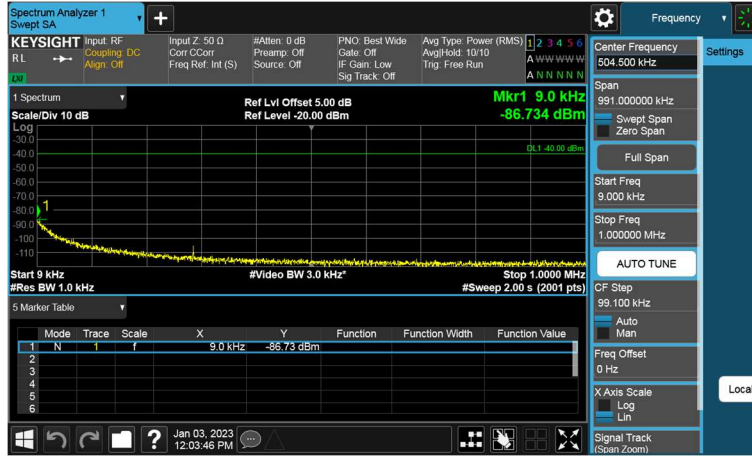 Spectrum Analyzer 1
Swept SA
Frequency
KEYSIGHT
RL
LXI
Input: RF
Coupling: DC
Align: Off
Input Z: 50 Ω
Corr CCorr
Freq Ref: Int (S)
#Atten: 0 dB
Preamp: Off
Source: Off
PNO: Best Wide
Gate: Off
IF Gain: Low
Sig Track: Off
Avg Type: Power (RMS)
Avg|Hold: 10/10
Trig: Free Run
1 2 3 4 5 6
A W W W W W
A N N N N N
1 Spectrum
Scale/Div 10 dB
Ref Lvl Offset 5.00 dB
Ref Level -20.00 dBm
Mkr1 9.0 kHz
-86.734 dBm
Log
-30.0
-40.0
-50.0
-60.0
-70.0
-80.0
-90.0
-100
-110
DL1 -40.00 dBm
1
Start 9 kHz
#Res BW 1.0 kHz
#Video BW 3.0 kHz*
Stop 1.0000 MHz
#Sweep 2.00 s (2001 pts)
5 Marker Table
Mode Trace Scale X Y Function Function Width Function Value
1 N 1 f 9.0 kHz -86.73 dBm
2
3
4
5
6
Jan 03, 2023
12:03:46 PM
Center Frequency
504.500 kHz
Settings
Span
991.000000 kHz
Swept Span
Zero Span
Full Span
Start Freq
9.000 kHz
Stop Freq
1.000000 MHz
AUTO TUNE
CF Step
99.100 kHz
Auto
Man
Freq Offset
0 Hz
X Axis Scale
Log
Lin
Local
Signal Track
(Span Zoom)